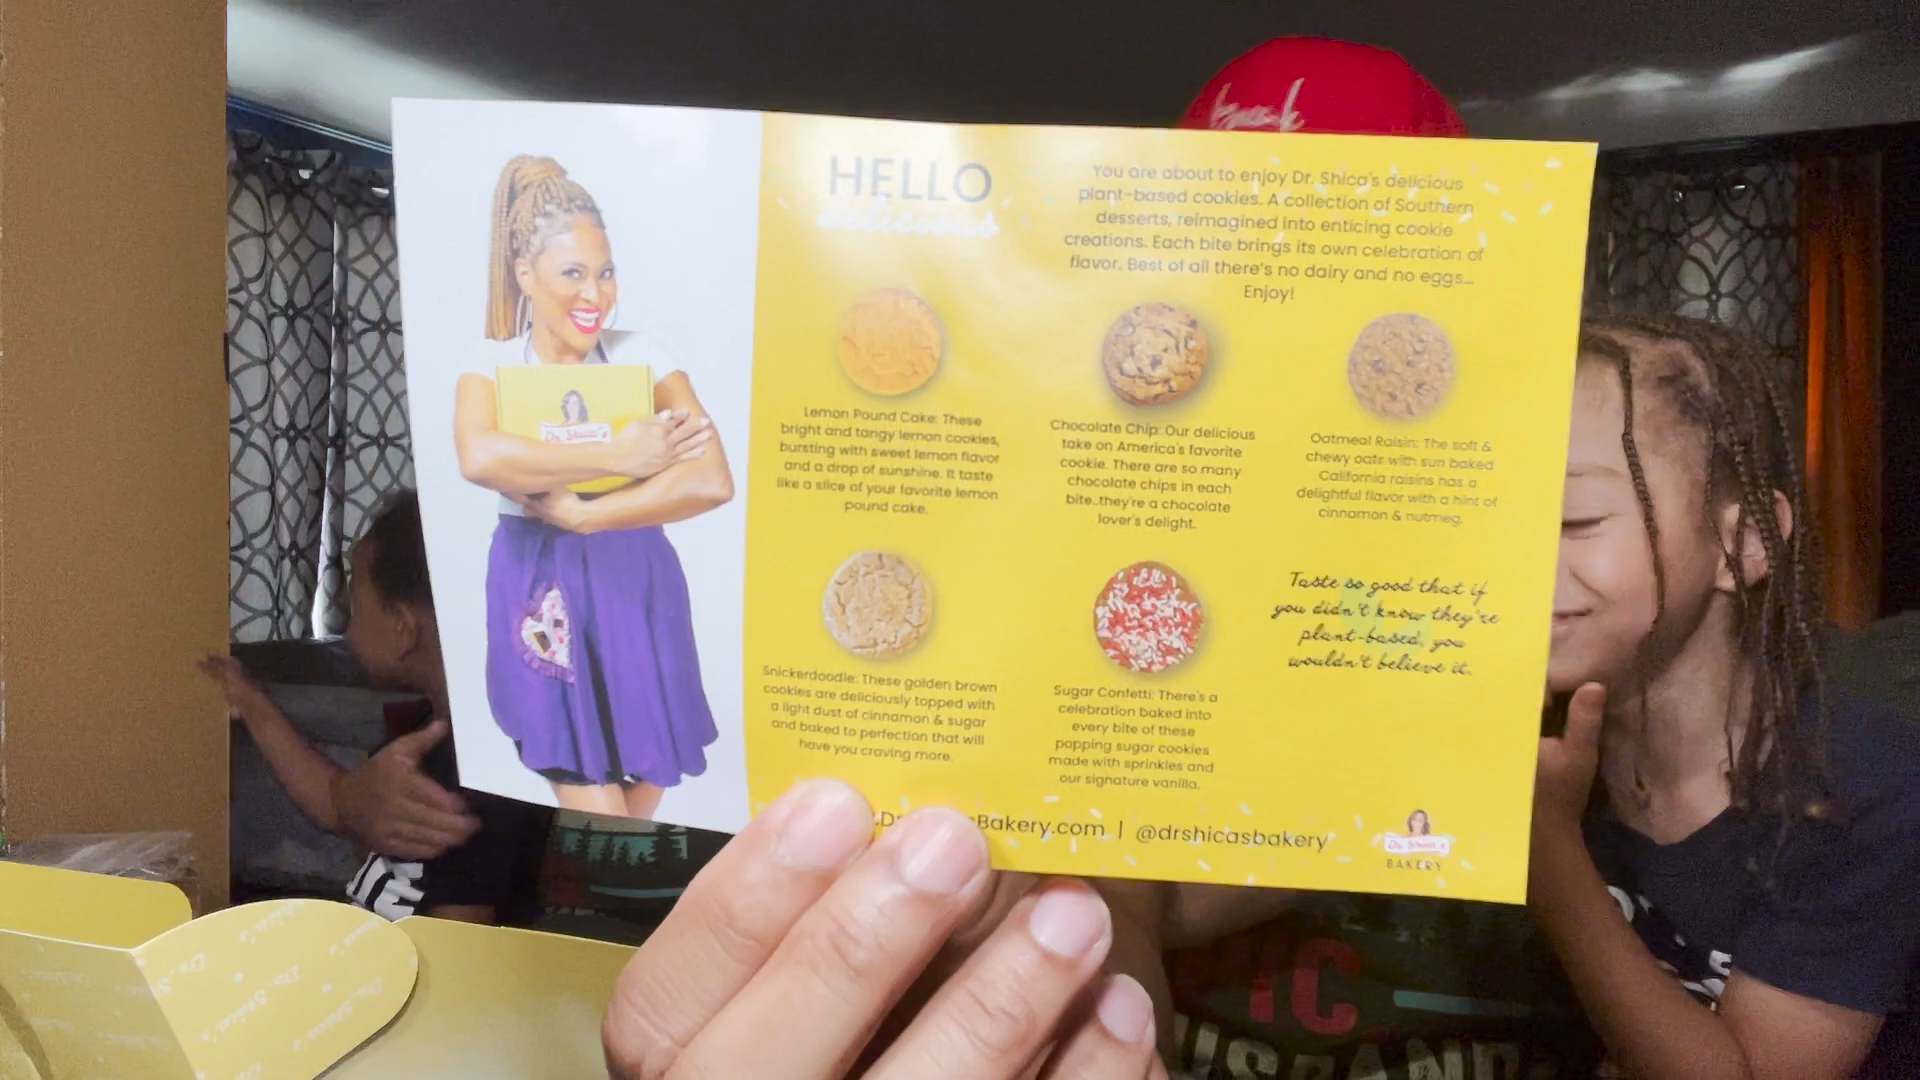 HELLO
You are about to enjoy Dr. Shica's delicious
plant-based cookies. A collection of Southern
desserts, reimagined into enticing cookie
creations. Each bite brings its own celebration of
flavor. Best of all there's no dairy and no eggs...
Enjoy!
Lemon Pound Cake: These
bright and tangy lemon cookies,
bursting with sweet lemon flavor
and a drop of sunshine. It taste
like a slice of your favorite lemon
pound cake.
Chocolate Chip: Our delicious
take on America's favorite
cookie. There are so many
chocolate chips in each
bite...they're a chocolate
lover's delight.
Oatmeal Raisin: The soft &
chewy oats with sun baked
California raisins has a
delightful flavor with a hint of
cinnamon & nutmeg.
Snickerdoodle: These golden brown
cookies are deliciously topped with
a light dust of cinnamon & sugar
and baked to perfection that will
have you craving more.
Sugar Confetti: There's a
celebration baked into
every bite of these
popping sugar cookies
made with sprinkles and
our signature vanilla.
Taste so good that if
you didn't know they're
plant-based, you
wouldn't believe it.
Bakery.com | @drshicasbakery
Dr. Shica's
BAKERY
Dr. Shica's
Dr. Shica's